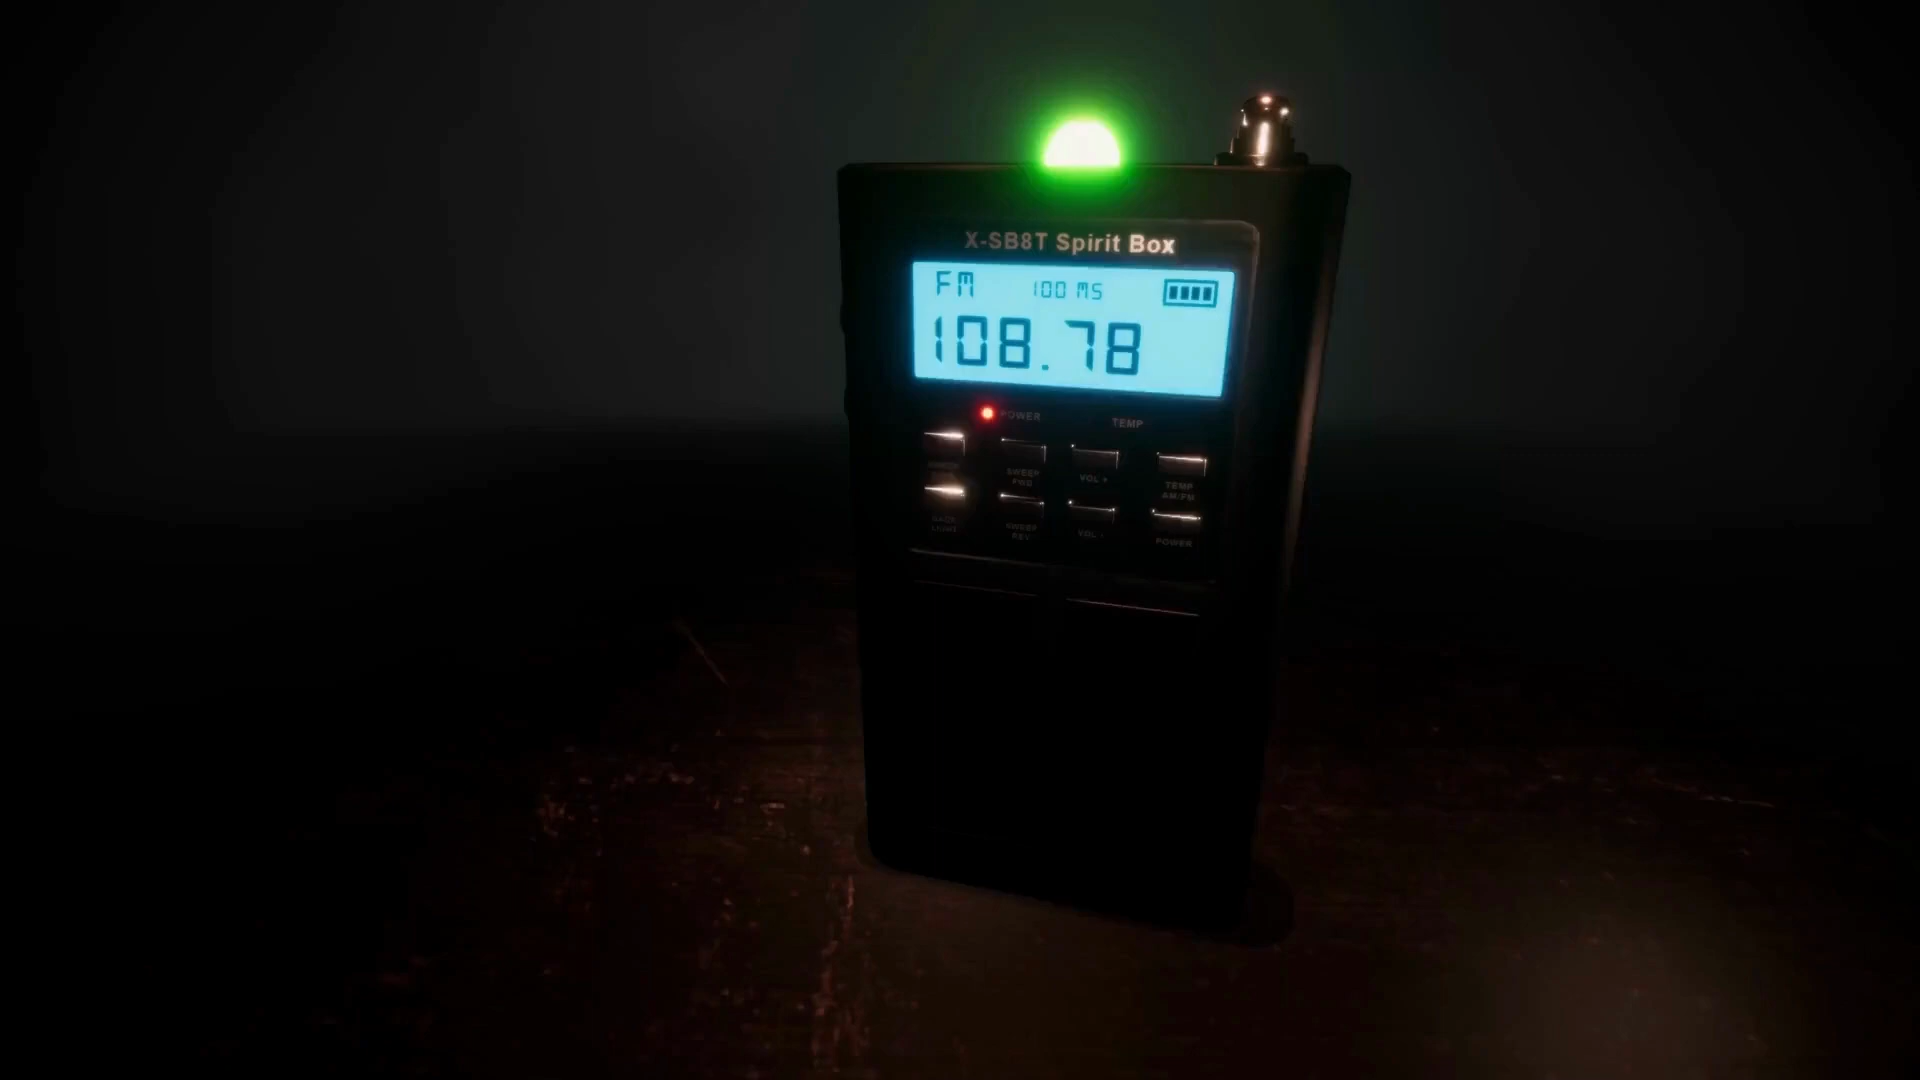 X-SB8T Spirit Box
FM 100 MS
108.78
POWER TEMP
SWEEP FWD
VOL +
TEMP AM/FM
BACK LIGHT
SWEEP REV
VOL -
POWER